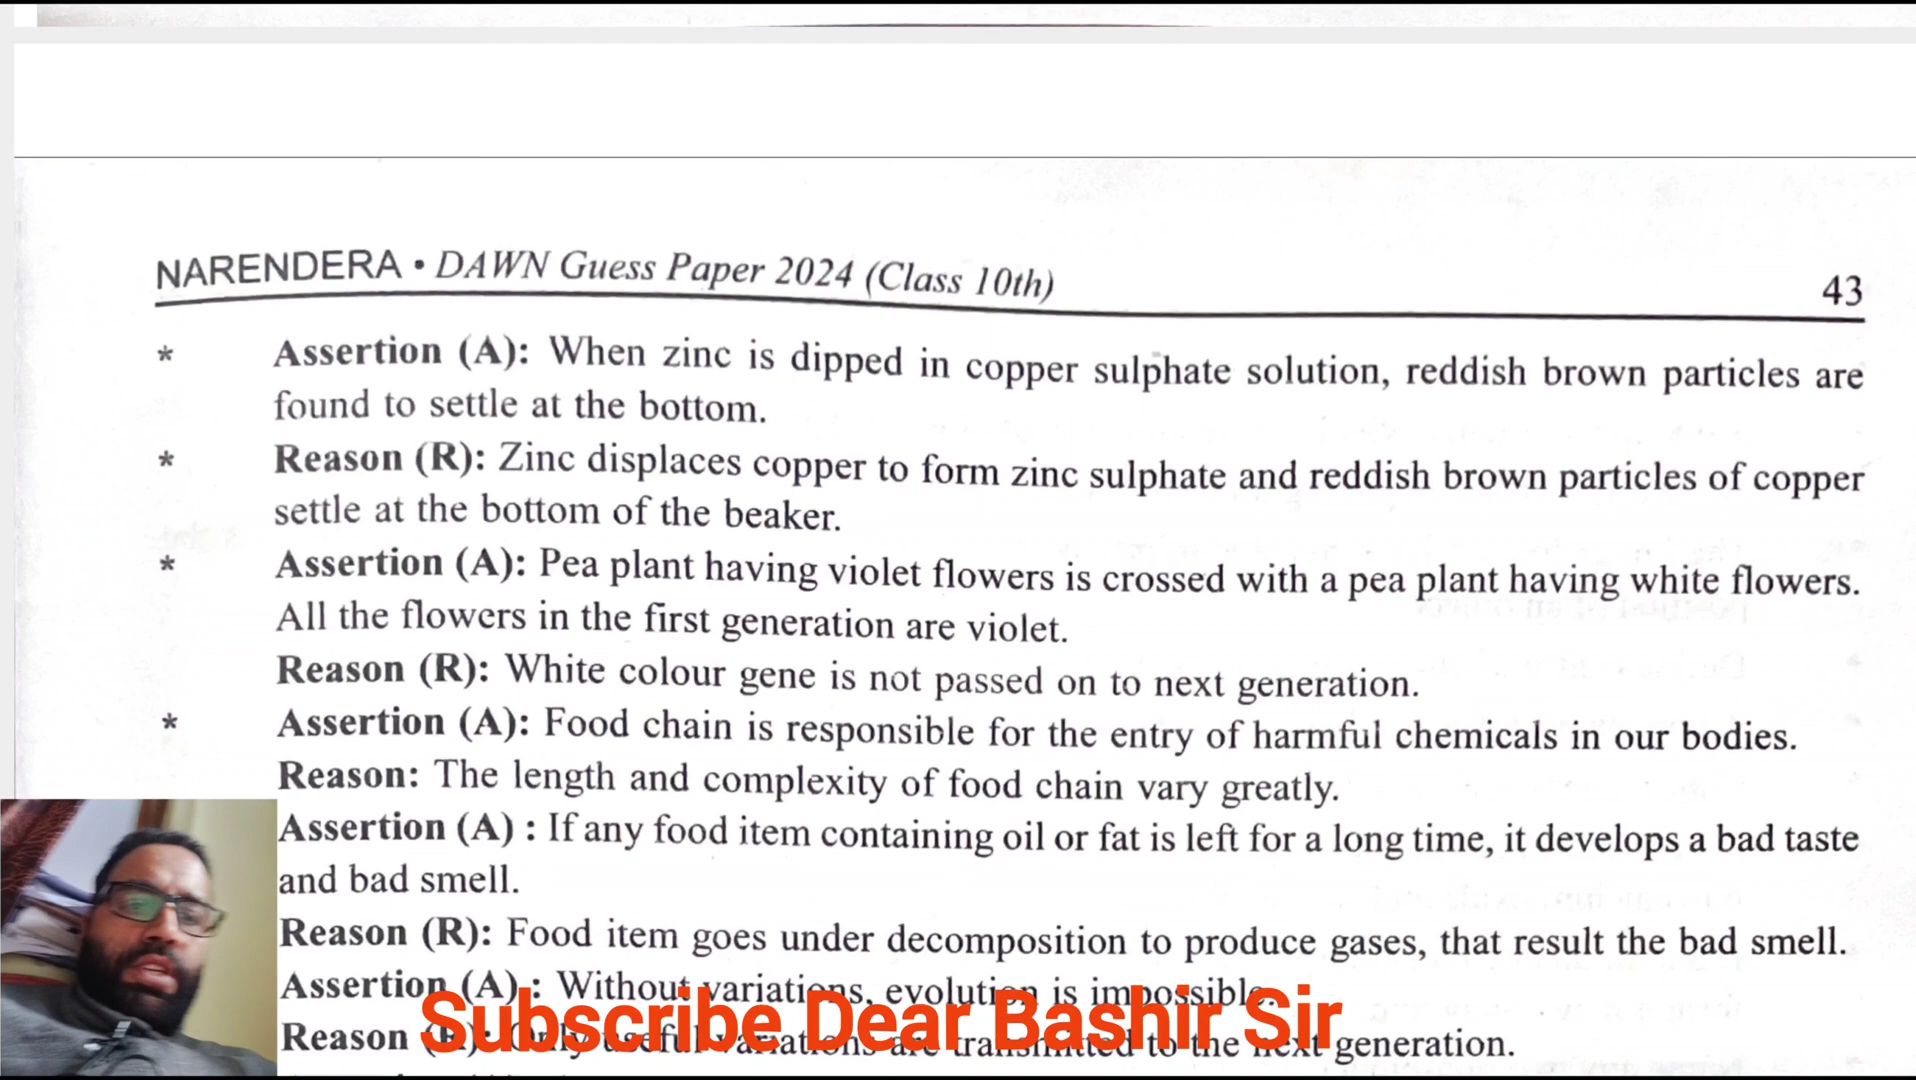 NARENDERA • DAWN Guess Paper 2024 (Class 10th) 43
* Assertion (A): When zinc is dipped in copper sulphate solution, reddish brown particles are
found to settle at the bottom.
* Reason (R): Zinc displaces copper to form zinc sulphate and reddish brown particles of copper
settle at the bottom of the beaker.
* Assertion (A): Pea plant having violet flowers is crossed with a pea plant having white flowers.
All the flowers in the first generation are violet.
Reason (R): White colour gene is not passed on to next generation.
* Assertion (A): Food chain is responsible for the entry of harmful chemicals in our bodies.
Reason: The length and complexity of food chain vary greatly.
Assertion (A) : If any food item containing oil or fat is left for a long time, it develops a bad taste
and bad smell.
Reason (R): Food item goes under decomposition to produce gases, that result the bad smell.
Assertion (A) : Without variations, evolution is impossible.
Subscribe Dear Bashir Sir
Reason (R): Only useful variations are transmitted to the next generation.